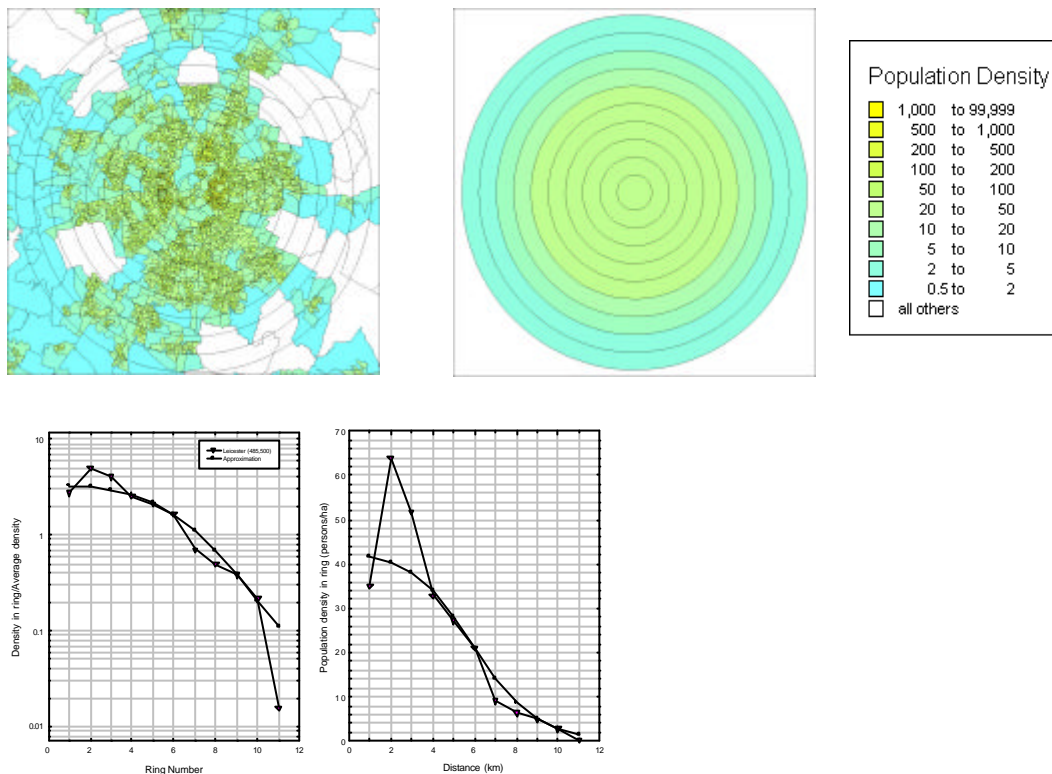 Population Density
1,000 to 99,999
500 to 1,000
200 to 500
100 to 200
50 to 100
20 to 50
10 to 20
5 to 10
2 to 5
0.5 to 2
all others
10
1
0.1
0.01
0 2 4 6 8 10 12
Density in ring/Average density
Ring Number
Leicester (485,500)
Approximation
70
60
50
40
30
20
10
0
0 2 4 6 8 10 12
Population density in ring (persons/ha)
Distance (km)